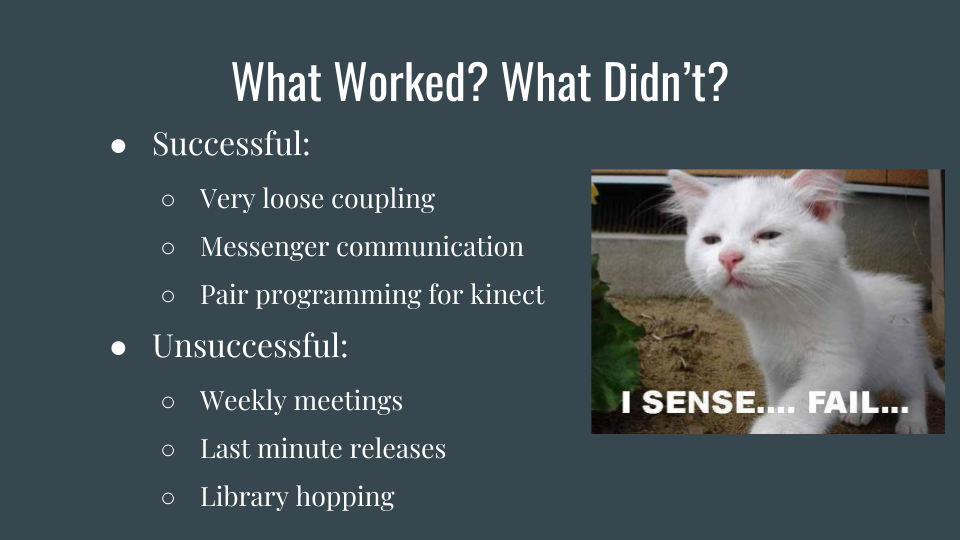 What Worked? What Didn’t?
● Successful:
○ Very loose coupling
○ Messenger communication
○ Pair programming for kinect
● Unsuccessful:
○ Weekly meetings
○ Last minute releases
○ Library hopping
I SENSE.... FAIL...